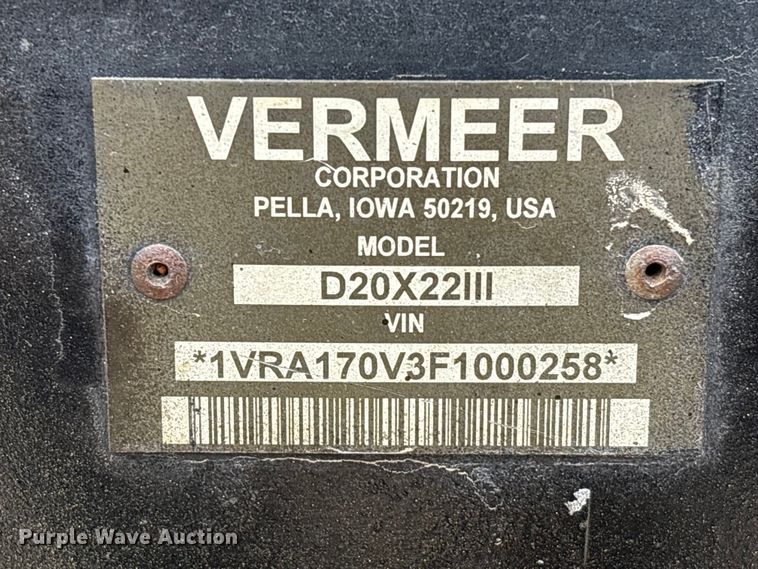 VERMEER
CORPORATION
PELLA, IOWA 50219, USA
MODEL
D20X22III
VIN
*1VRA170V3F1000258*
Purple Wave Auction